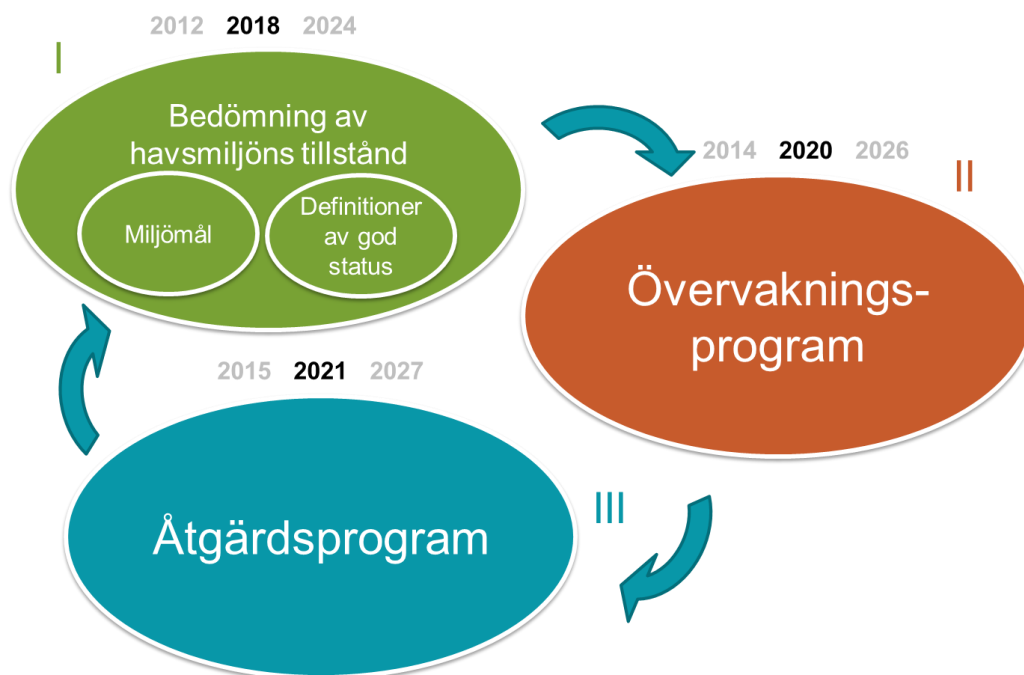 2012 2018 2024
I
Bedömning av
havsmiljöns tillstånd
Miljömål
Definitioner
av god
status
2014 2020 2026
II
Övervaknings-
program
2015 2021 2027
III
Åtgärdsprogram